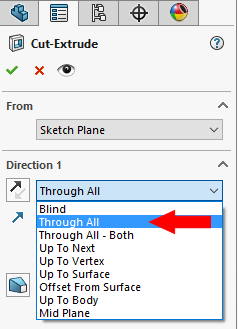 Cut-Extrude
From
Sketch Plane
Direction 1
Through All
Blind
Through All
Through All - Both
Up To Next
Up To Vertex
Up To Surface
Offset From Surface
Up To Body
Mid Plane